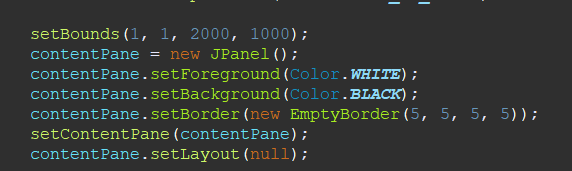 setBounds(1, 1, 2000, 1000);
contentPane = new JPanel();
contentPane.setForeground(Color.WHITE);
contentPane.setBackground(Color.BLACK);
contentPane.setBorder(new EmptyBorder(5, 5, 5, 5));
setContentPane(contentPane);
contentPane.setLayout(null);